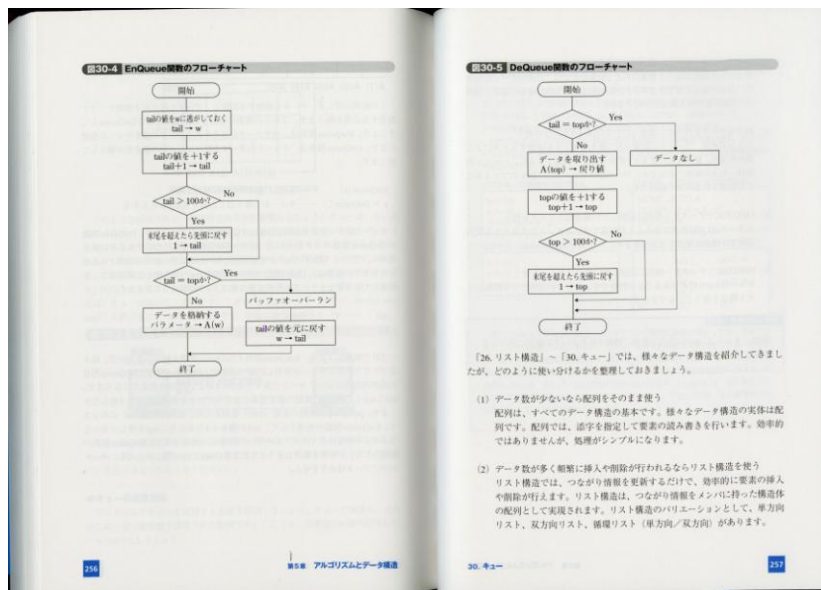 図30-4 EnQueue関数のフローチャート
開始
tailの値をwに逃がしておく
tail → w
tailの値を+1する
tail+1 → tail
tail > 100か?
No
Yes
末尾を超えたら先頭に戻す
1 → tail
tail = topか?
Yes
No
バッファオーバーラン
データを格納する
パラメータ → A(w)
tailの値を元に戻す
w → tail
終了
256
第5章 アルゴリズムとデータ構造
図30-5 DeQueue関数のフローチャート
開始
tail = topか?
Yes
No
データを取り出す
A(top) → 戻り値
データなし
topの値を+1する
top+1 → top
top > 100か?
No
Yes
末尾を超えたら先頭に戻す
1 → top
終了
「26. リスト構造」~「30. キュー」では、様々なデータ構造を紹介してきまし
たが、どのように使い分けるかを整理しておきましょう。
(1) データ数が少ないなら配列をそのまま使う
配列は、すべてのデータ構造の基本です。様々なデータ構造の実体は配
列です。配列では、添字を指定して要素の読み書きを行います。効率的
ではありませんが、処理がシンプルになります。
(2) データ数が多く頻繁に挿入や削除が行われるならリスト構造を使う
リスト構造では、つながり情報を更新するだけで、効率的に要素の挿入
や削除が行えます。リスト構造は、つながり情報をメンバに持った構造体
の配列として実現されます。リスト構造のバリエーションとして、単方向
リスト、双方向リスト、循環リスト(単方向/双方向)があります。
30. キュー
257